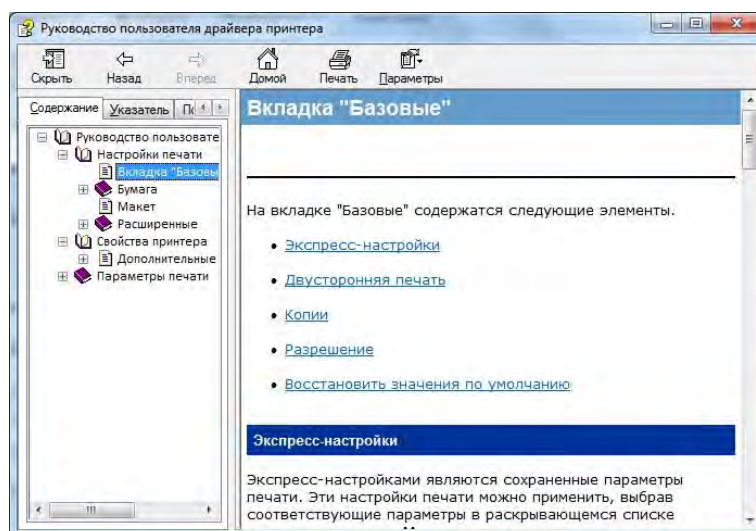 Руководство пользователя драйвера принтера
Скрыть Назад Вперед Домой Печать Параметры
Содержание Указатель По
Вкладка "Базовые"
Руководство пользовате
Настройки печати
Вкладка "Базовы
Бумага
Макет
Расширенные
Свойства принтера
Дополнительные
Параметры печати
На вкладке "Базовые" содержатся следующие элементы.
• Экспресс-настройки
• Двусторонняя печать
• Копии
• Разрешение
• Восстановить значения по умолчанию
Экспресс-настройки
Экспресс-настройками являются сохраненные параметры
печати. Эти настройки печати можно применить, выбрав
соответствующие параметры в раскрывающемся списке